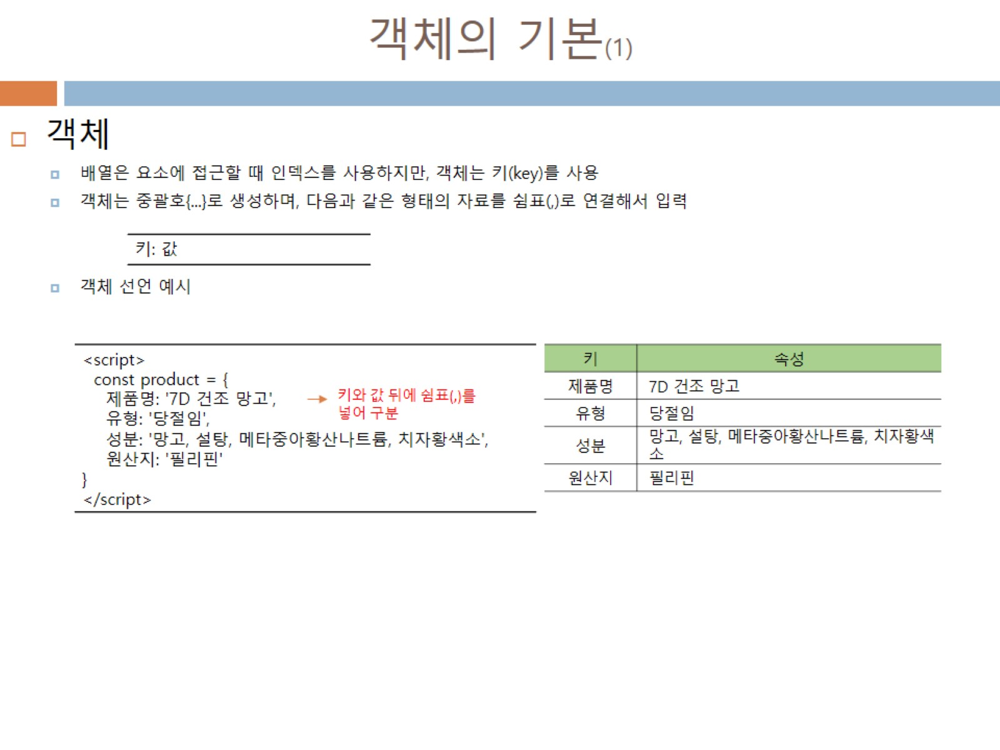 객체의 기본(1)
객체
배열은 요소에 접근할 때 인덱스를 사용하지만, 객체는 키(key)를 사용
객체는 중괄호{...}로 생성하며, 다음과 같은 형태의 자료를 쉼표(,)로 연결해서 입력
키: 값
객체 선언 예시
<script>
const product = {
제품명: '7D 건조 망고',
유형: '당절임',
성분: '망고, 설탕, 메타중아황산나트륨, 치자황색소',
원산지: '필리핀'
}
</script>
키와 값 뒤에 쉼표(,)를
넣어 구분
키 속성
제품명 7D 건조 망고
유형 당절임
성분 망고, 설탕, 메타중아황산나트륨, 치자황색
소
원산지 필리핀